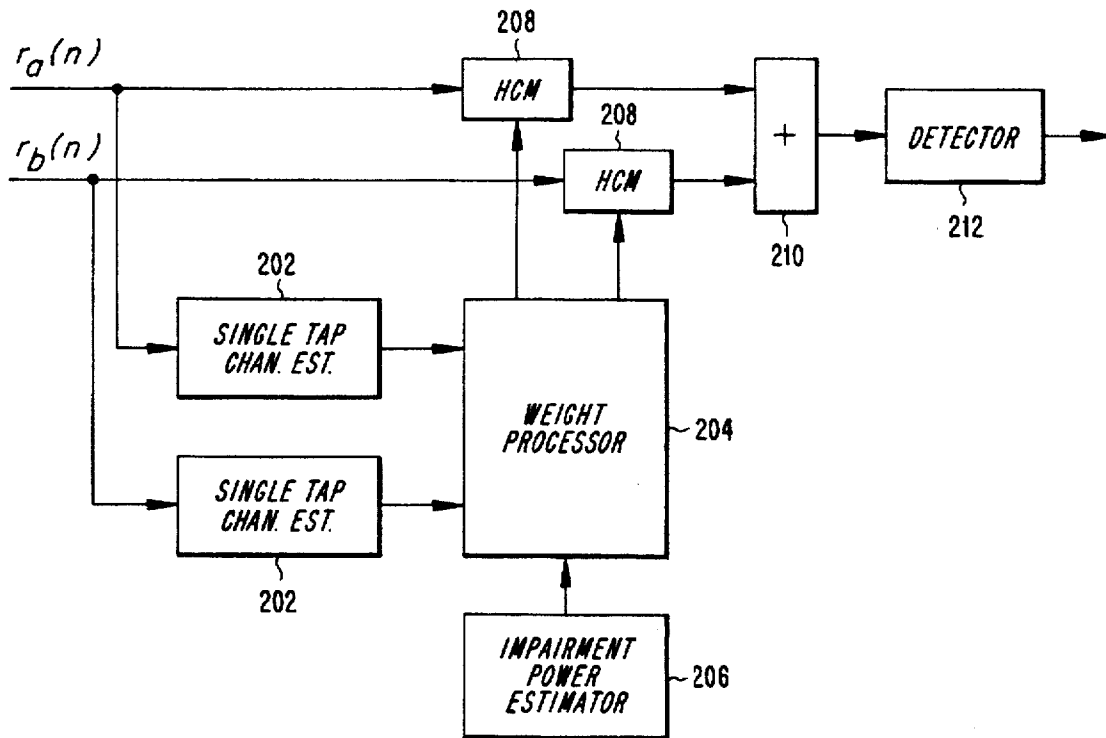 208
r_a(n)
HCM
208
r_b(n)
HCM
+
DETECTOR
210
212
202
SINGLE TAP
CHAN. EST.
WEIGHT
PROCESSOR
204
SINGLE TAP
CHAN. EST.
202
IMPAIRMENT
POWER
ESTIMATOR
206